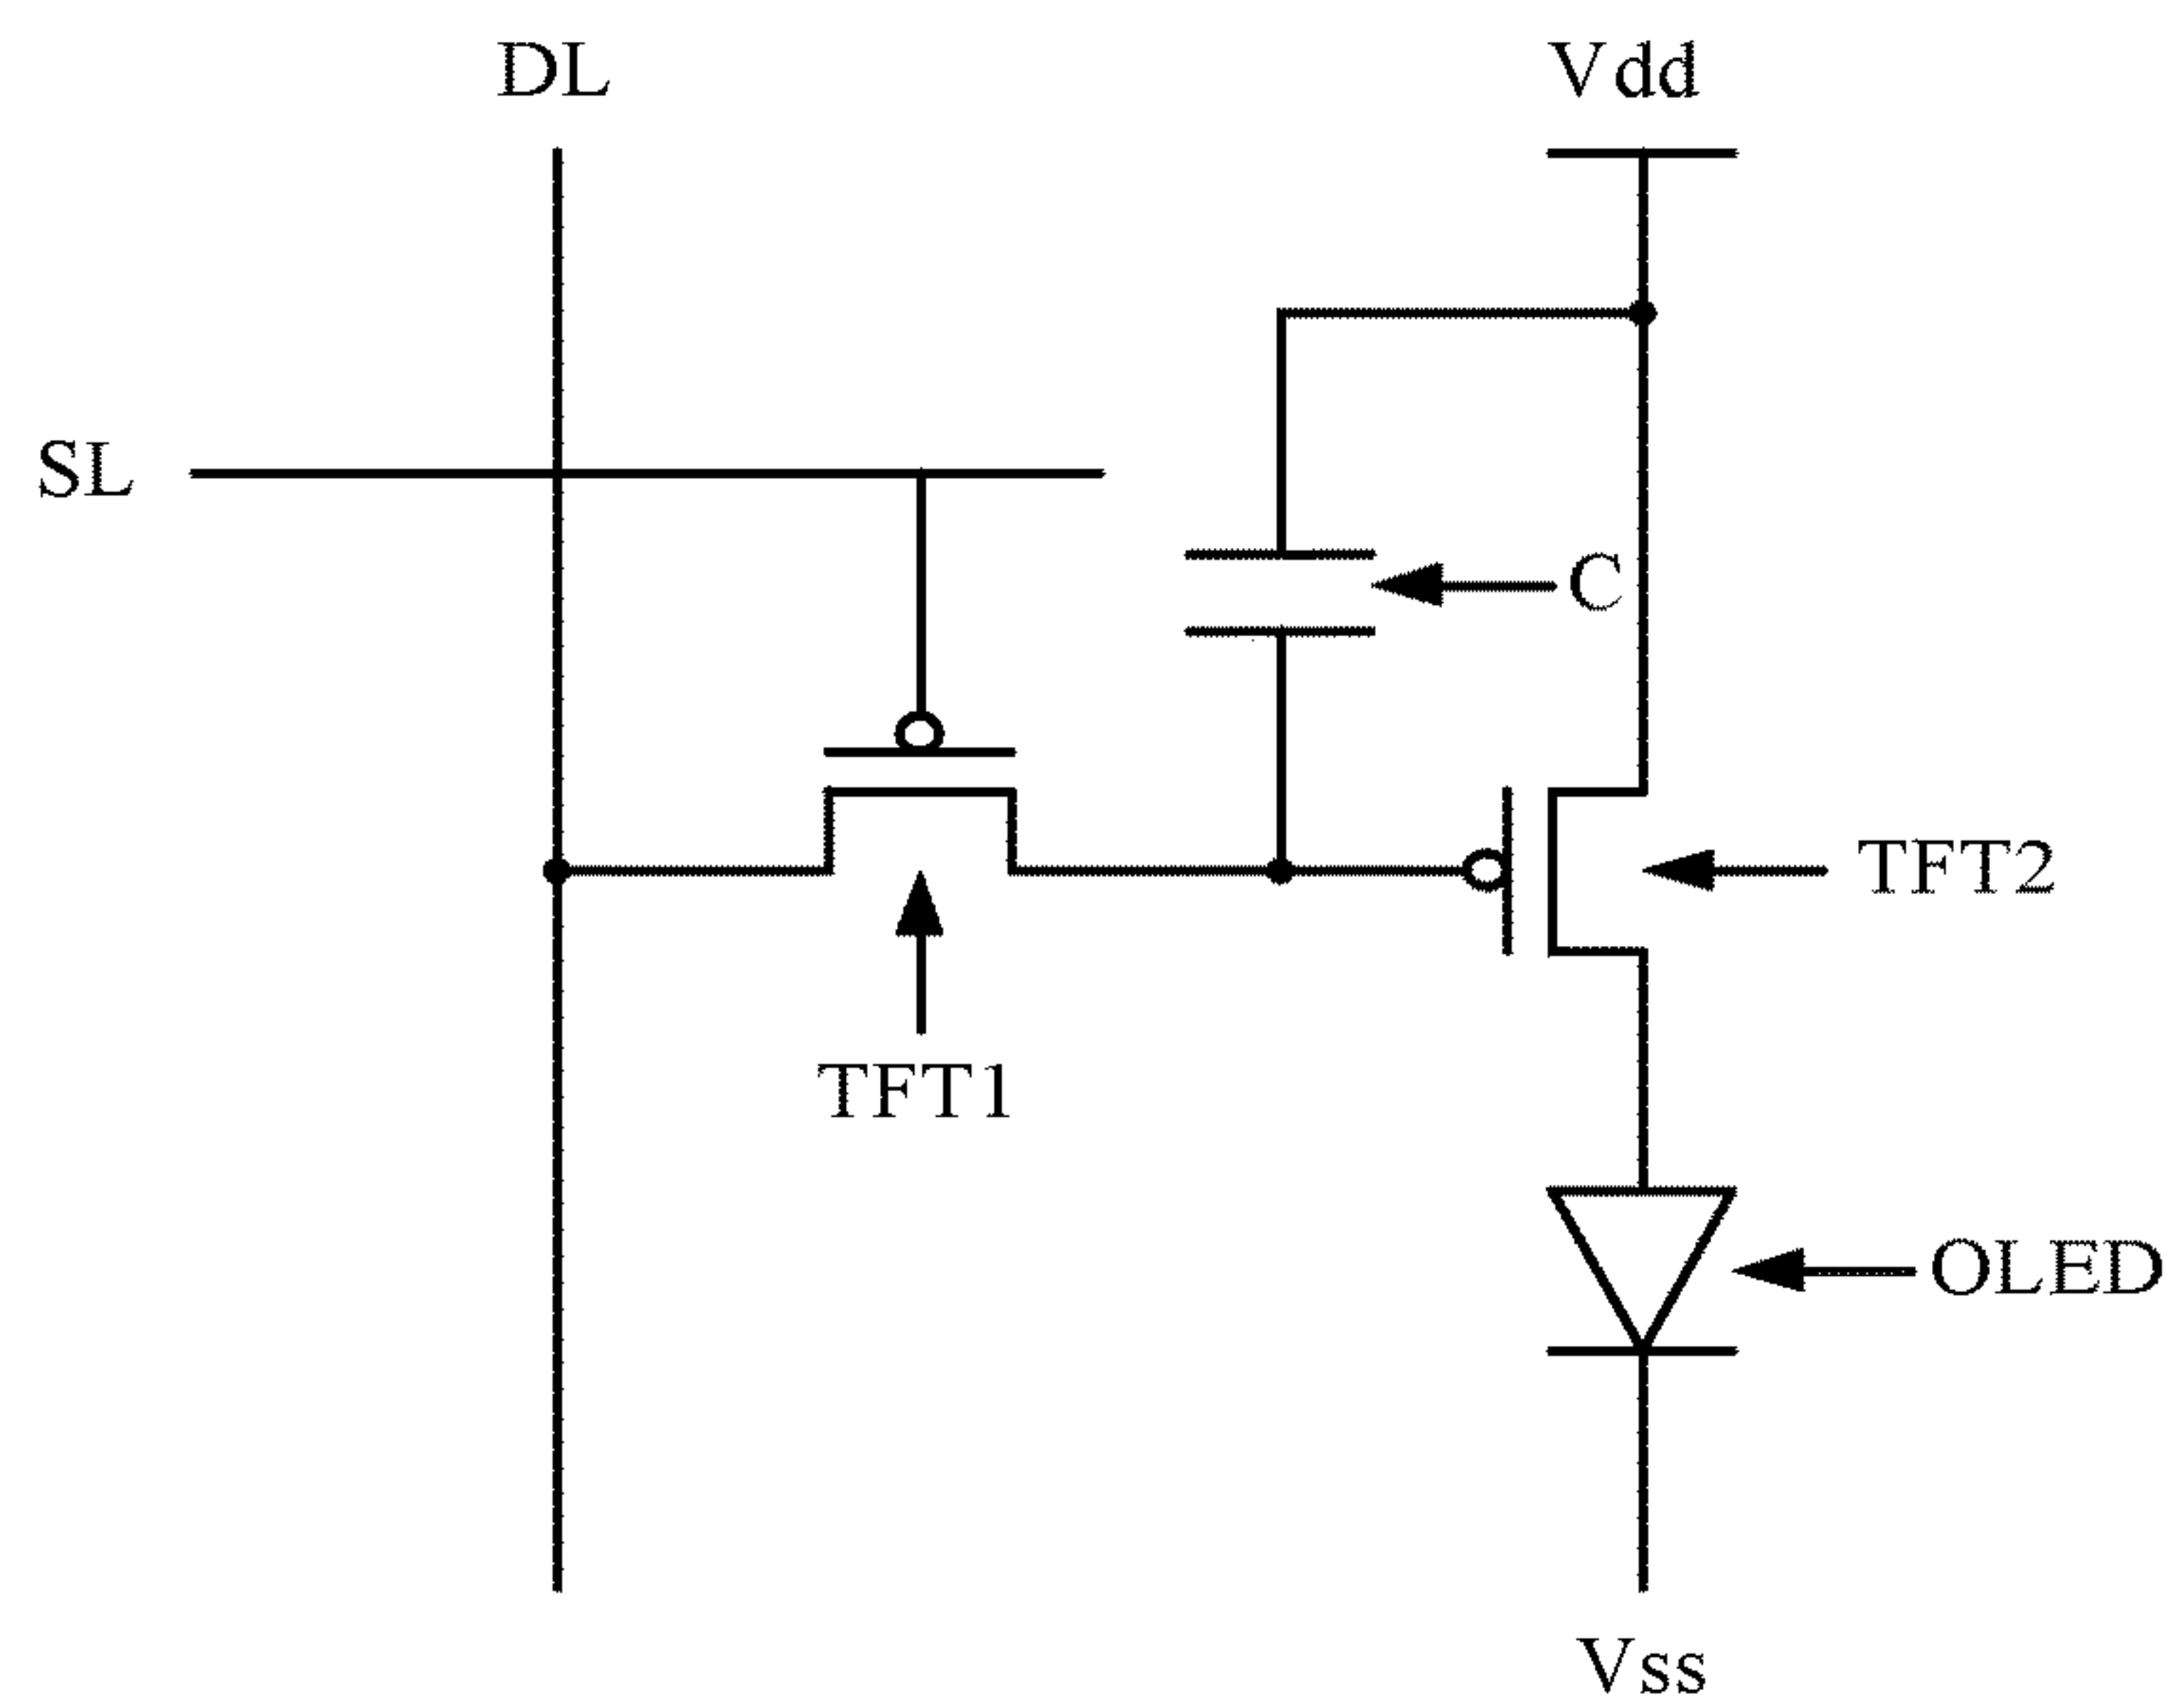 DL
Vdd
SL
C
TFT2
TFT1
OLED
Vss